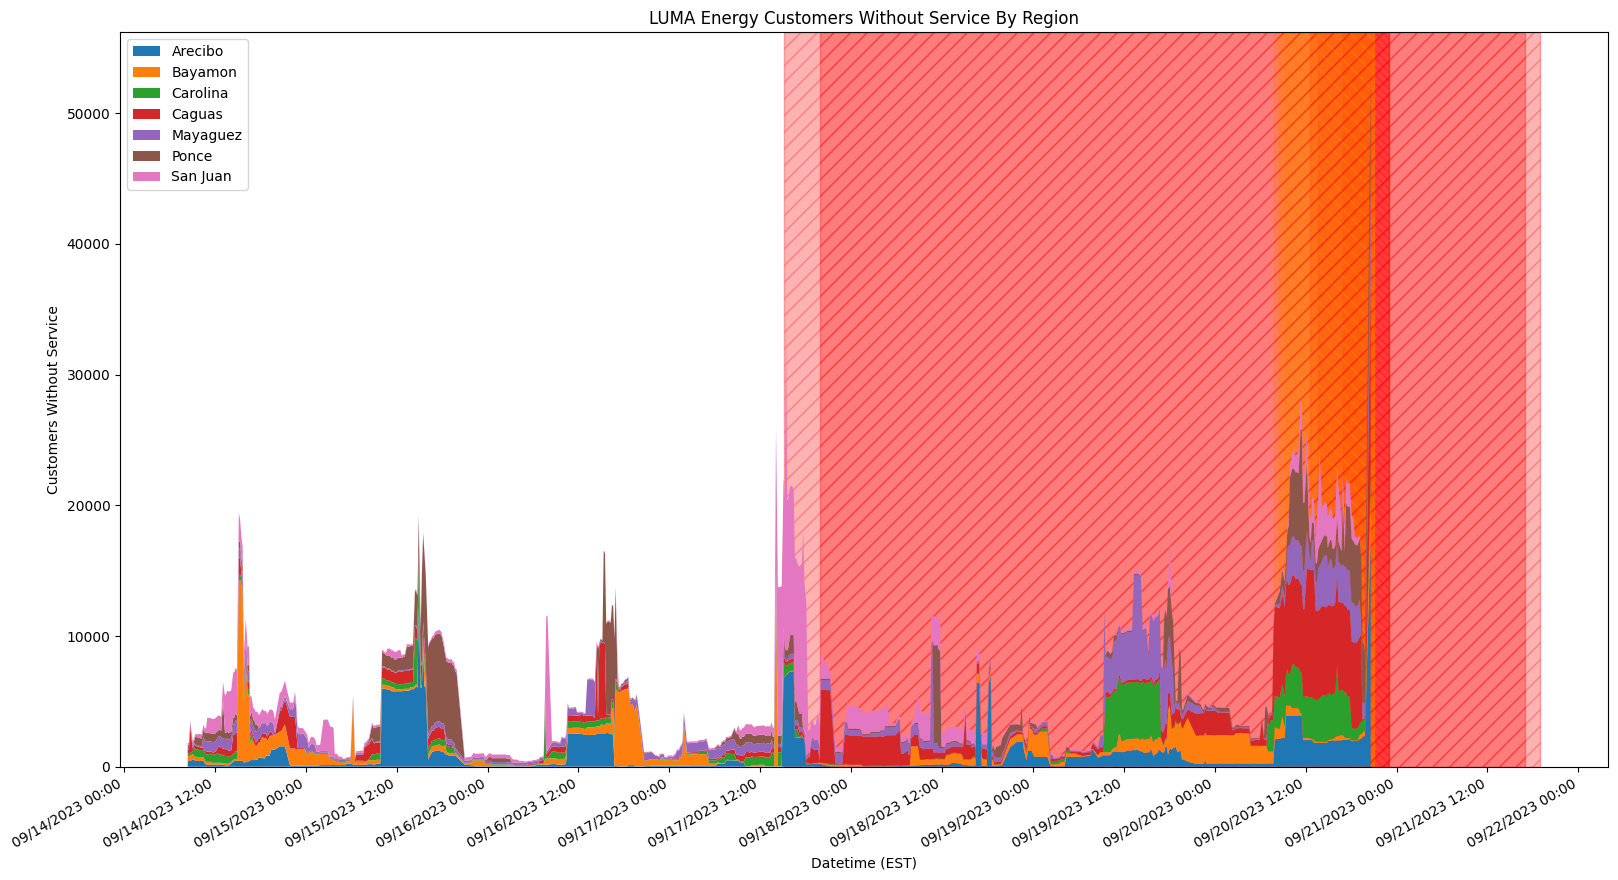 LUMA Energy Customers Without Service By Region
Arecibo
Bayamon
Carolina
Caguas
Mayaguez
Ponce
San Juan
Customers Without Service
50000
40000
30000
20000
10000
0
09/14/2023 00:00
09/14/2023 12:00
09/15/2023 00:00
09/15/2023 12:00
09/16/2023 00:00
09/16/2023 12:00
09/17/2023 00:00
09/17/2023 12:00
09/18/2023 00:00
09/18/2023 12:00
09/19/2023 00:00
09/19/2023 12:00
09/20/2023 00:00
09/20/2023 12:00
09/21/2023 00:00
09/21/2023 12:00
09/22/2023 00:00
Datetime (EST)